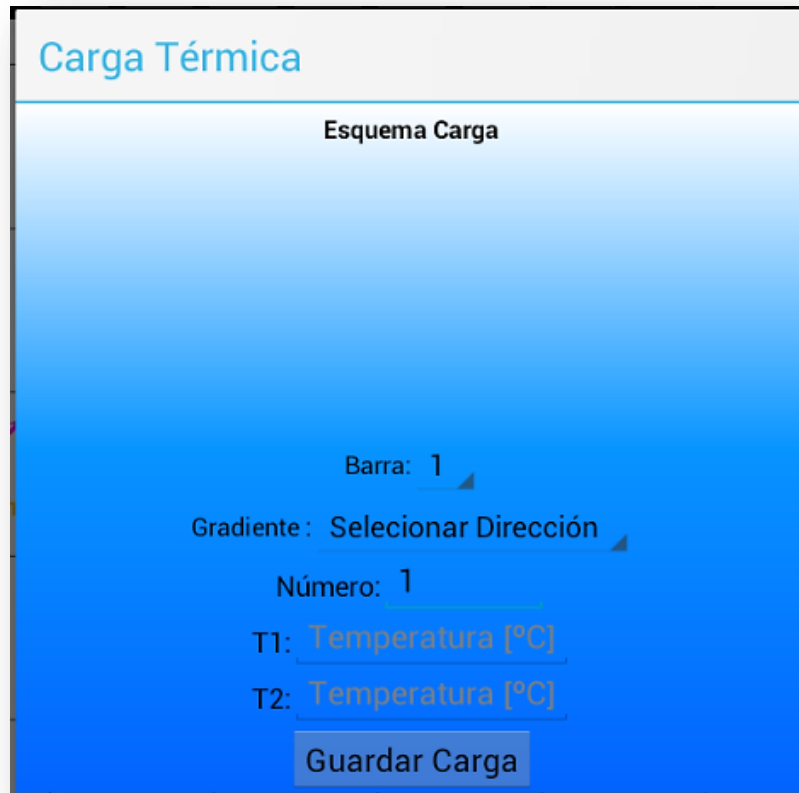 Carga Térmica
Esquema Carga
Barra: 1
Gradiente : Selecionar Dirección
Número: 1
T1: Temperatura [ºC]
T2: Temperatura [ºC]
Guardar Carga